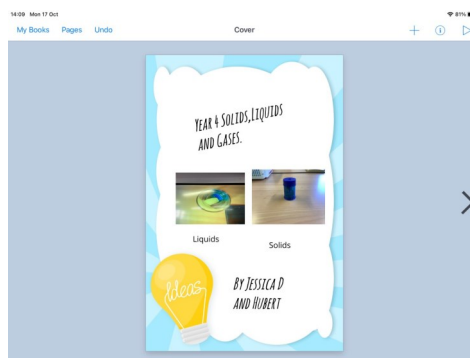 14:09 Mon 17 Oct
81%
My Books Pages Undo
Cover
YEAR 4 SOLIDS,LIQUIDS
AND GASES.
Liquids
Solids
Ideas
BY JESSICA D
AND HUBERT